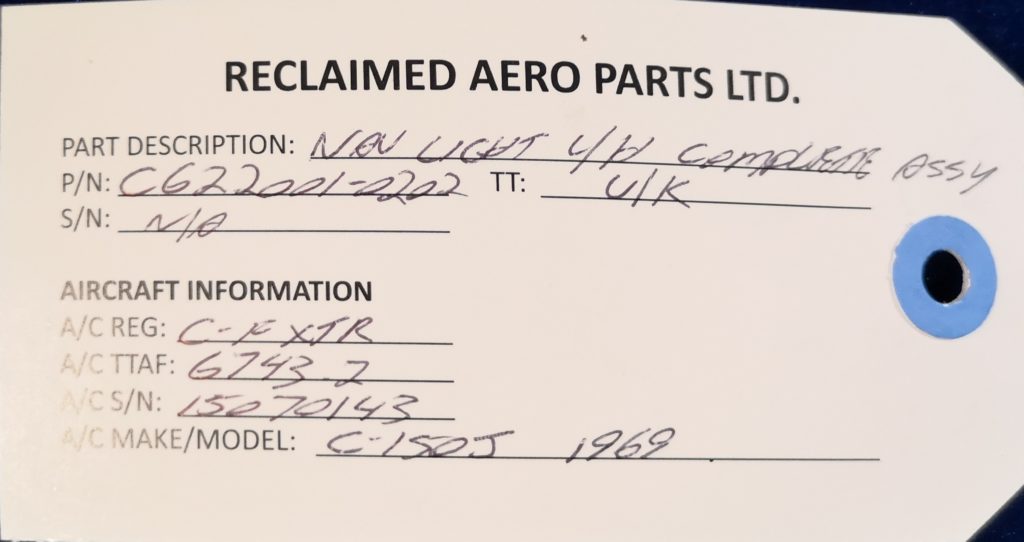 RECLAIMED AERO PARTS LTD.
PART DESCRIPTION: NAV LIGHT L/H COMPLETE ASSY
P/N: C622001-0202 TT: U/K
S/N: N/A
AIRCRAFT INFORMATION
A/C REG: C-FXJR
A/C TTAF: 6743.2
A/C S/N: 15070143
A/C MAKE/MODEL: C-150J 1969